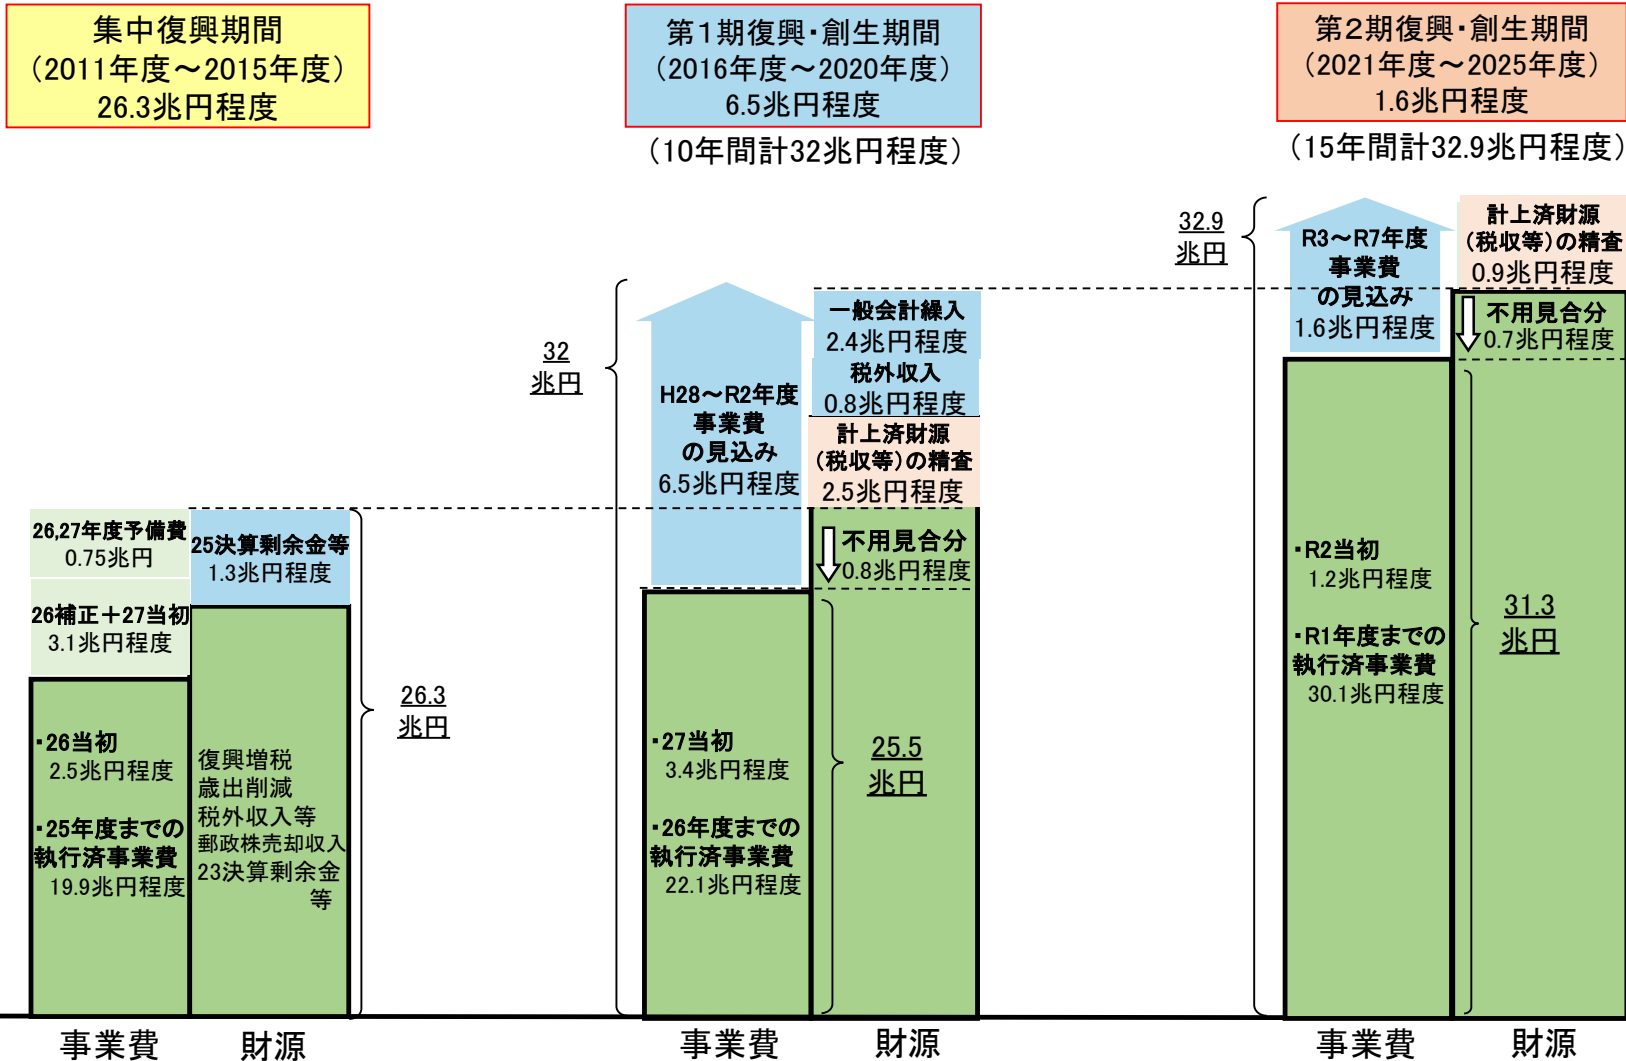 集中復興期間
（2011年度～2015年度）
26.3兆円程度
第１期復興・創生期間
（2016年度～2020年度）
6.5兆円程度
（10年間計32兆円程度）
第２期復興・創生期間
（2021年度～2025年度）
1.6兆円程度
（15年間計32.9兆円程度）
26,27年度予備費
0.75兆円
26補正＋27当初
3.1兆円程度
・26当初
2.5兆円程度
・25年度までの
執行済事業費
19.9兆円程度
25決算剰余金等
1.3兆円程度
復興増税
歳出削減
税外収入等
郵政株売却収入
23決算剰余金
等
26.3
兆円
事業費
財源
32
兆円
H28～R2年度
事業費
の見込み
6.5兆円程度
・27当初
3.4兆円程度
・26年度までの
執行済事業費
22.1兆円程度
一般会計繰入
2.4兆円程度
税外収入
0.8兆円程度
計上済財源
（税収等）の精査
2.5兆円程度
不用見合分
0.8兆円程度
25.5
兆円
事業費
財源
32.9
兆円
R3～R7年度
事業費
の見込み
1.6兆円程度
・R2当初
1.2兆円程度
・R1年度までの
執行済事業費
30.1兆円程度
計上済財源
（税収等）の精査
0.9兆円程度
不用見合分
0.7兆円程度
31.3
兆円
事業費
財源